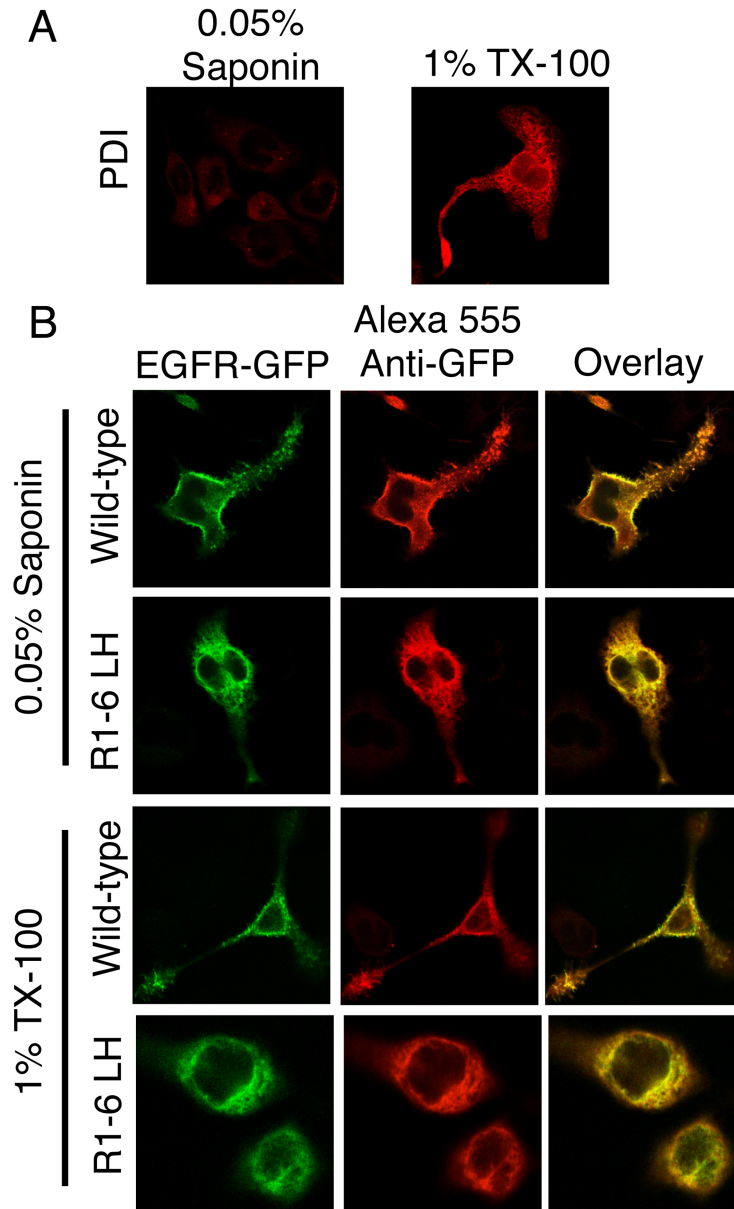 A
0.05%
Saponin
1% TX-100
PDI
B
Alexa 555
EGFR-GFP
Anti-GFP
Overlay
0.05% Saponin
Wild-type
R1-6 LH
1% TX-100
Wild-type
R1-6 LH